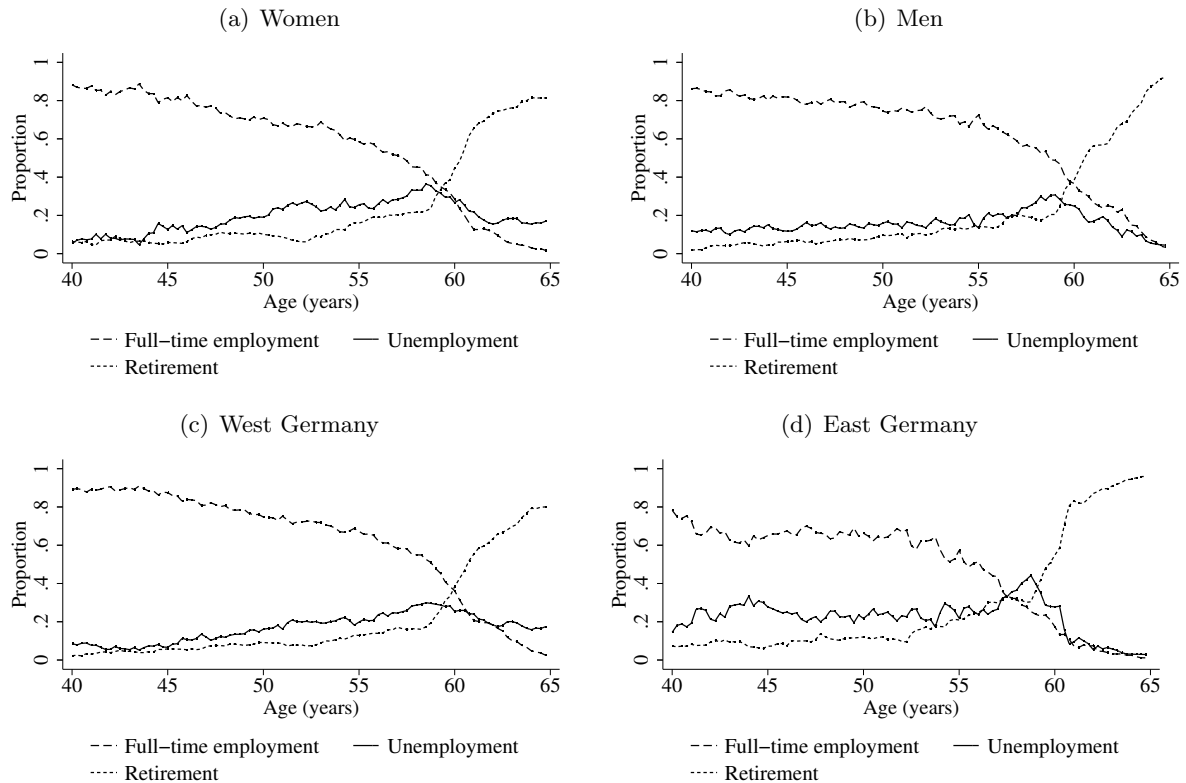 (a) Women
1
.8
.6
.4
.2
0
Proportion
40 45 50 55 60 65
Age (years)
Full−time employment Unemployment
Retirement
(b) Men
1
.8
.6
.4
.2
0
Proportion
40 45 50 55 60 65
Age (years)
Full−time employment Unemployment
Retirement
(c) West Germany
1
.8
.6
.4
.2
0
Proportion
40 45 50 55 60 65
Age (years)
Full−time employment Unemployment
Retirement
(d) East Germany
1
.8
.6
.4
.2
0
Proportion
40 45 50 55 60 65
Age (years)
Full−time employment Unemployment
Retirement